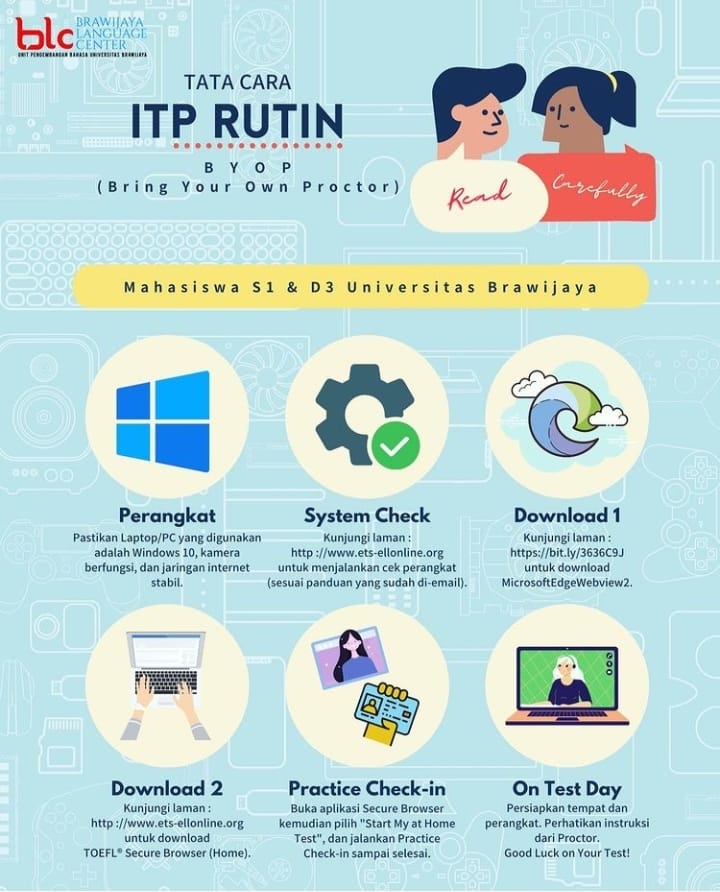 blc BRAWIJAYA
LANGUAGE
CENTER
UNIT PENGEMBANGAN BAHASA UNIVERSITAS BRAWIJAYA
TATA CARA
ITP RUTIN
BYOP
(Bring Your Own Proctor)
Read
Carefully
Mahasiswa S1 & D3 Universitas Brawijaya
Perangkat
Pastikan Laptop/PC yang digunakan
adalah Windows 10, kamera
berfungsi, dan jaringan internet
stabil.
System Check
Kunjungi laman :
http ://www.ets-ellonline.org
untuk menjalankan cek perangkat
(sesuai panduan yang sudah di-email).
Download 1
Kunjungi laman :
https://bit.ly/3636C9J
untuk download
MicrosoftEdgeWebview2.
Download 2
Kunjungi laman :
http ://www.ets-ellonline.org
untuk download
TOEFL® Secure Browser (Home).
Practice Check-in
Buka aplikasi Secure Browser
kemudian pilih "Start My at Home
Test", dan jalankan Practice
Check-in sampai selesai.
On Test Day
Persiapkan tempat dan
perangkat. Perhatikan instruksi
dari Proctor.
Good Luck on Your Test!